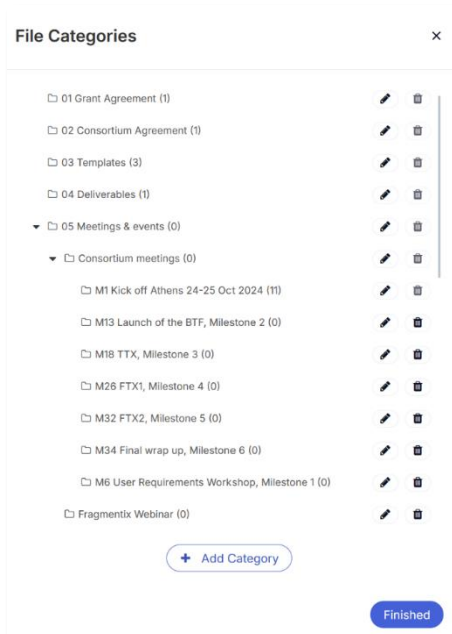 File Categories
01 Grant Agreement (1)
02 Consortium Agreement (1)
03 Templates (3)
04 Deliverables (1)
05 Meetings & events (0)
Consortium meetings (0)
M1 Kick off Athens 24-25 Oct 2024 (11)
M13 Launch of the BTF, Milestone 2 (0)
M18 TTX, Milestone 3 (0)
M26 FTX1, Milestone 4 (0)
M32 FTX2, Milestone 5 (0)
M34 Final wrap up, Milestone 6 (0)
M6 User Requirements Workshop, Milestone 1 (0)
Fragmentix Webinar (0)
+ Add Category
Finished